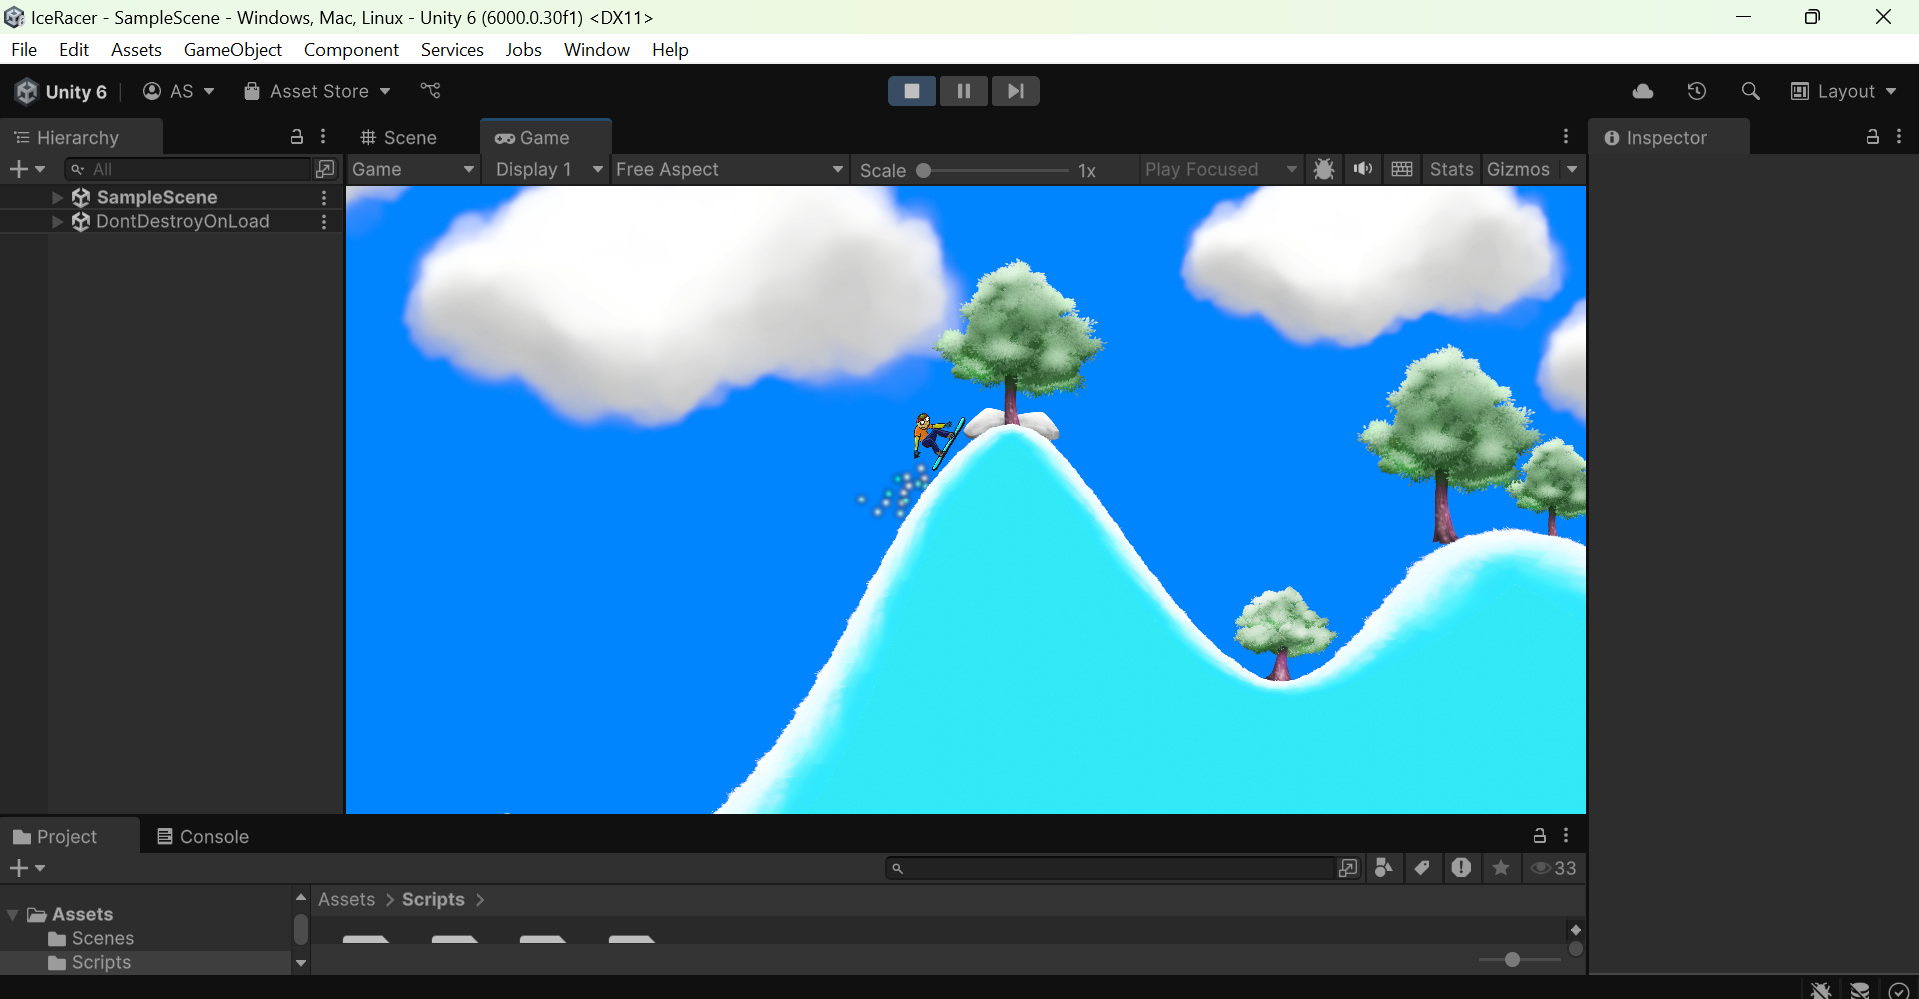 IceRacer - SampleScene - Windows, Mac, Linux - Unity 6 (6000.0.30f1) <DX11>
File Edit Assets GameObject Component Services Jobs Window Help
Unity 6 AS Asset Store Layout
Hierarchy Scene Game Inspector
All Game Display 1 Free Aspect Scale 1x Play Focused Stats Gizmos
SampleScene
DontDestroyOnLoad
Project Console
33
Assets > Scripts >
Assets
Scenes
Scripts